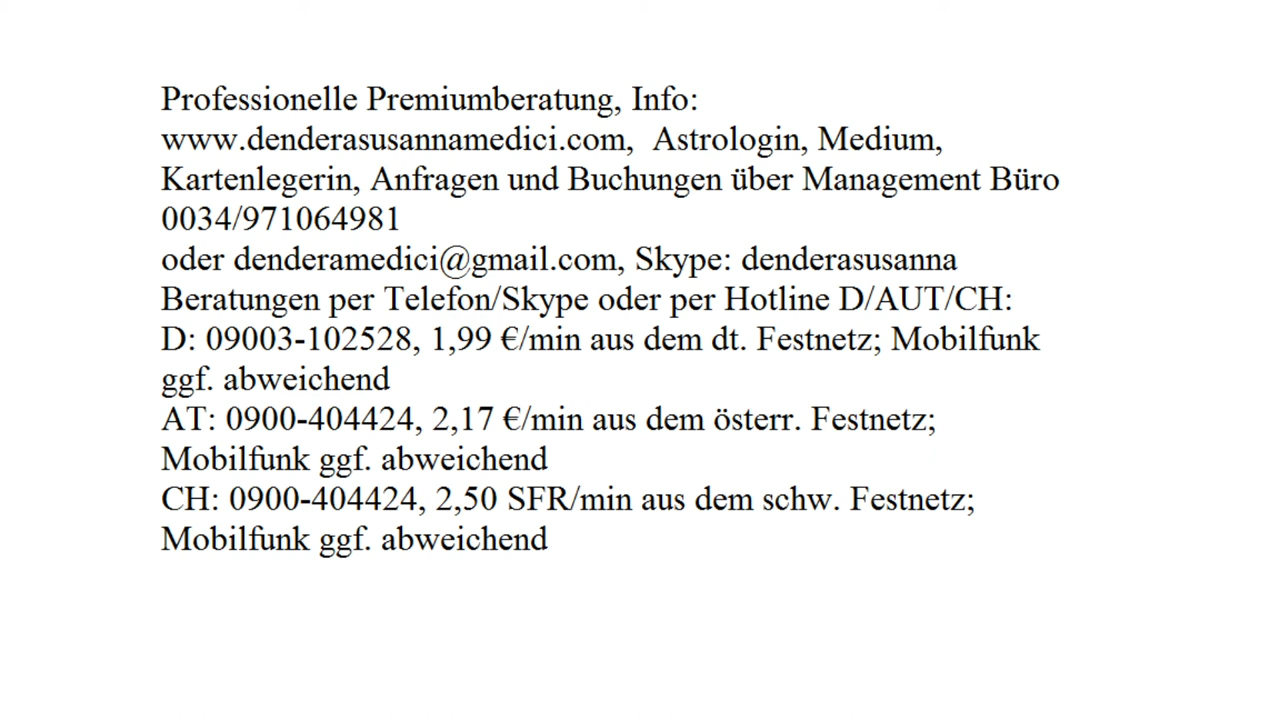 Professionelle Premiumberatung, Info:
www.denderasusannamedici.com,  Astrologin, Medium,
Kartenlegerin, Anfragen und Buchungen über Management Büro
0034/971064981
oder denderamedici@gmail.com, Skype: denderasusanna
Beratungen per Telefon/Skype oder per Hotline D/AUT/CH:
D: 09003-102528, 1,99 €/min aus dem dt. Festnetz; Mobilfunk
ggf. abweichend
AT: 0900-404424, 2,17 €/min aus dem österr. Festnetz;
Mobilfunk ggf. abweichend
CH: 0900-404424, 2,50 SFR/min aus dem schw. Festnetz;
Mobilfunk ggf. abweichend